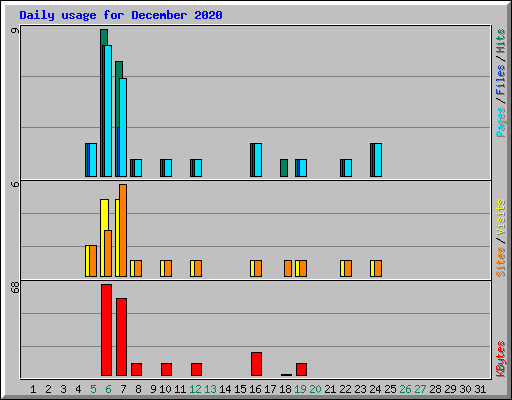 Daily usage for December 2020
9
Pages / Files / Hits
6
Sites / Visits
68
KBytes
1 2 3 4 5 6 7 8 9 10 11 12 13 14 15 16 17 18 19 20 21 22 23 24 25 26 27 28 29 30 31